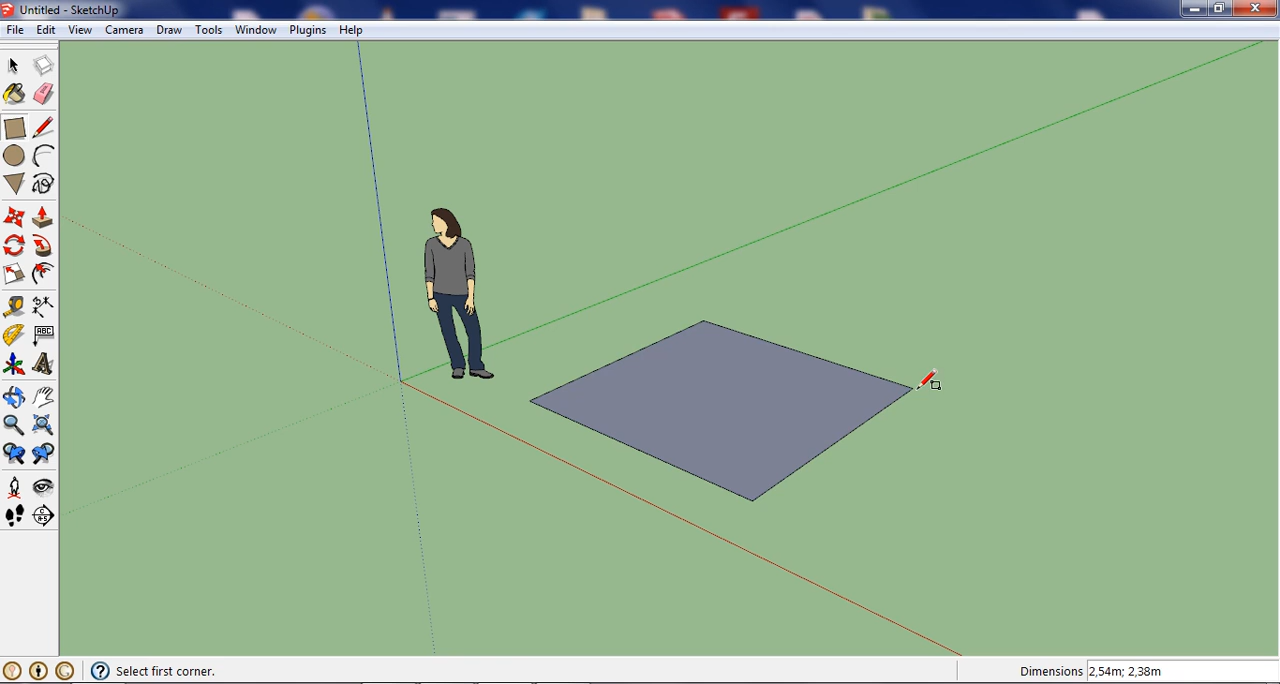 Untitled - SketchUp
File Edit View Camera Draw Tools Window Plugins Help
ABC
Select first corner. Dimensions 2,54m; 2,38m